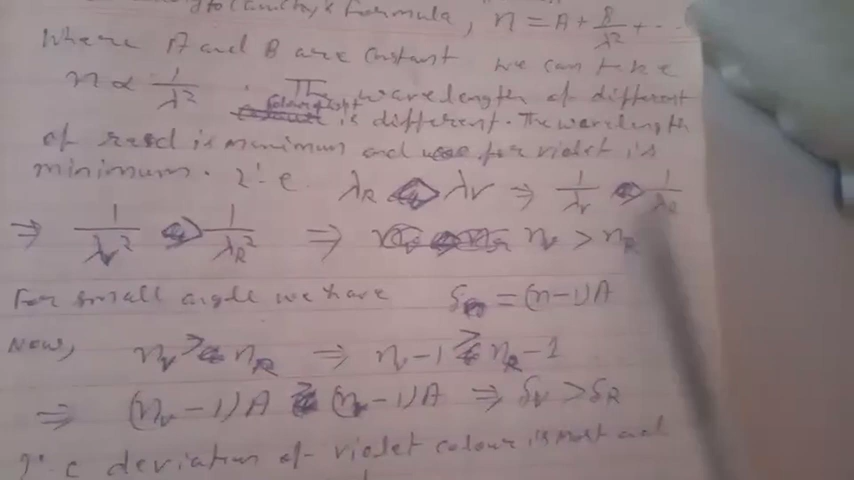 formula, n = A + B/λ² + ...
Where A and B are constant we can take
n ∝ 1/λ². The wavelength of different
colour of light is different. The wavelength
of red is maximum and for violet is
minimum. i.e. λR > λV ⇒ 1/λV > 1/λR
⇒ 1/λV² > 1/λR² ⇒ nV > nR
For small angle we have δ = (n-1)A
Now, nV > nR ⇒ nV-1 > nR-1
⇒ (nV-1)A > (nR-1)A ⇒ δV > δR
i.e deviation of violet colour is most and